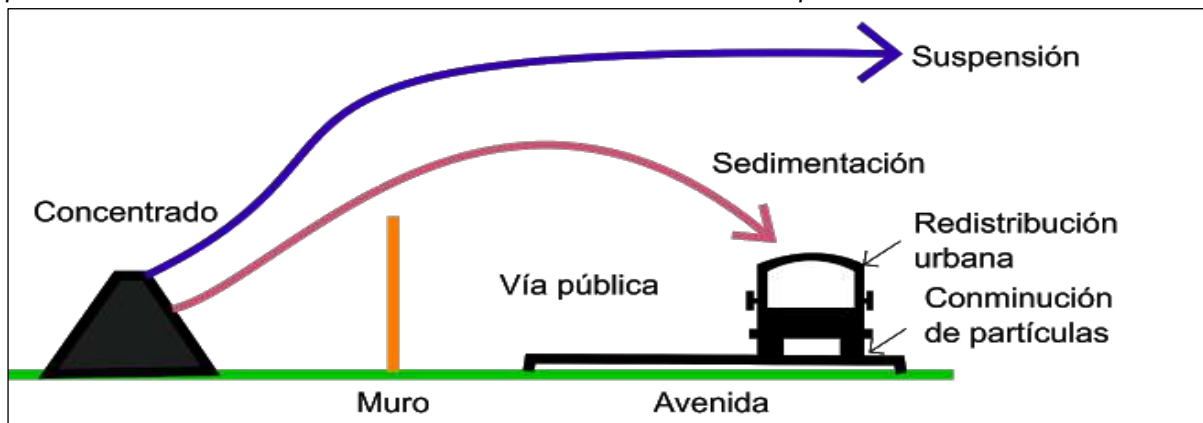 Suspensión
Sedimentación
Concentrado
Redistribución
urbana
Vía pública
Conminución
de partículas
Muro
Avenida